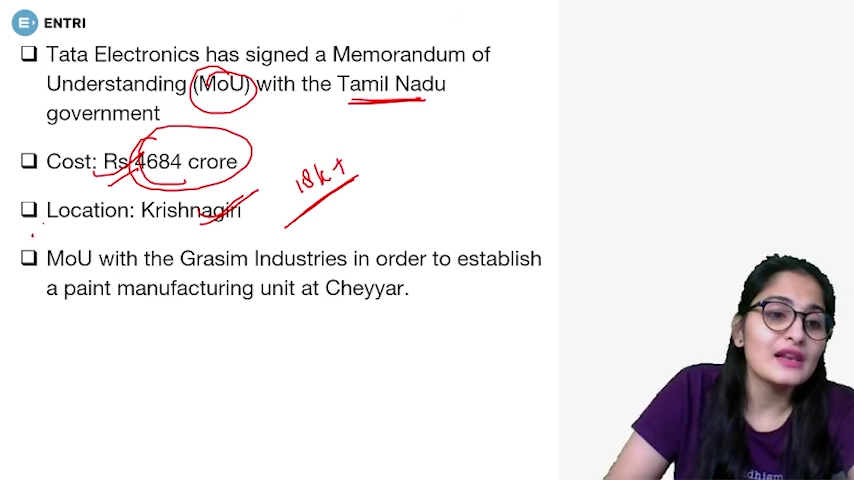 ENTRI
Tata Electronics has signed a Memorandum of
Understanding (MoU) with the Tamil Nadu
government
Cost: Rs 4684 crore
18k+
Location: Krishnagiri
MoU with the Grasim Industries in order to establish
a paint manufacturing unit at Cheyyar.